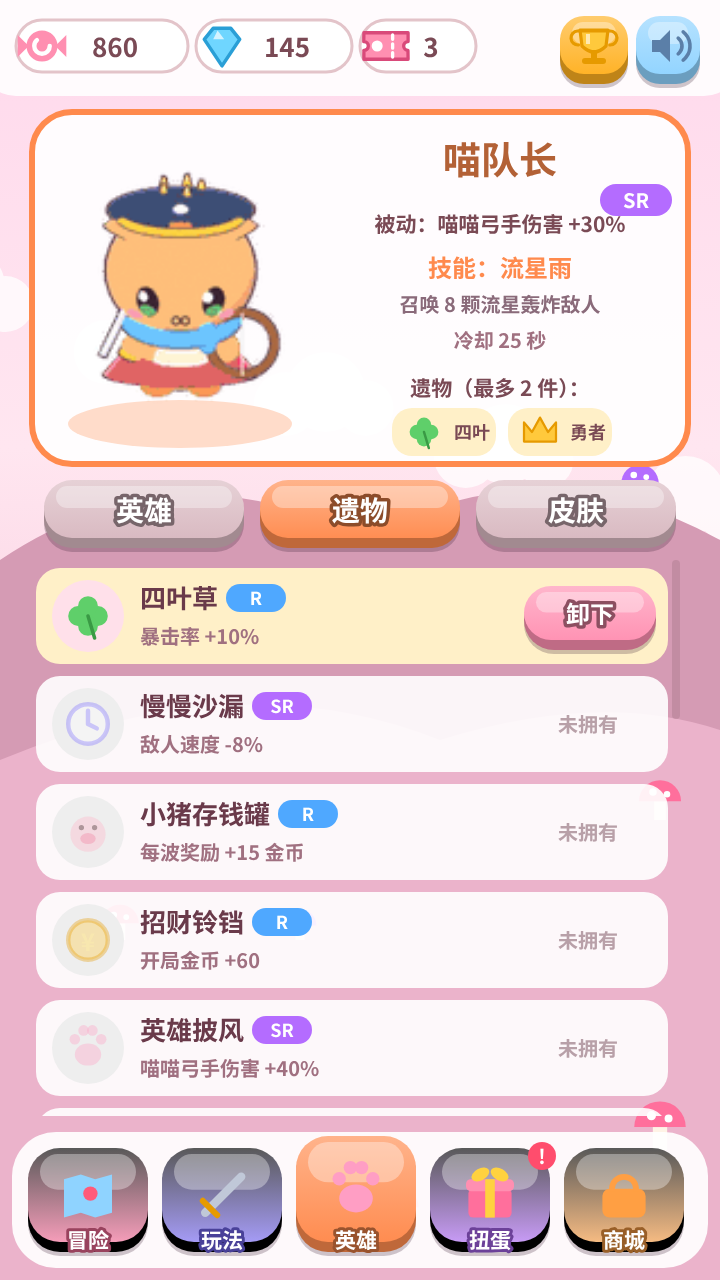 860
145
3
喵队长
SR
被动：喵喵弓手伤害 +30%
技能：流星雨
召唤 8 颗流星轰炸敌人
冷却 25 秒
遗物（最多 2 件）：
四叶
勇者
英雄
遗物
皮肤
四叶草
R
暴击率 +10%
卸下
慢慢沙漏
SR
敌人速度 -8%
未拥有
小猪存钱罐
R
每波奖励 +15 金币
未拥有
招财铃铛
R
开局金币 +60
未拥有
¥
英雄披风
SR
喵喵弓手伤害 +40%
未拥有
冒险
玩法
英雄
扭蛋
!
商城